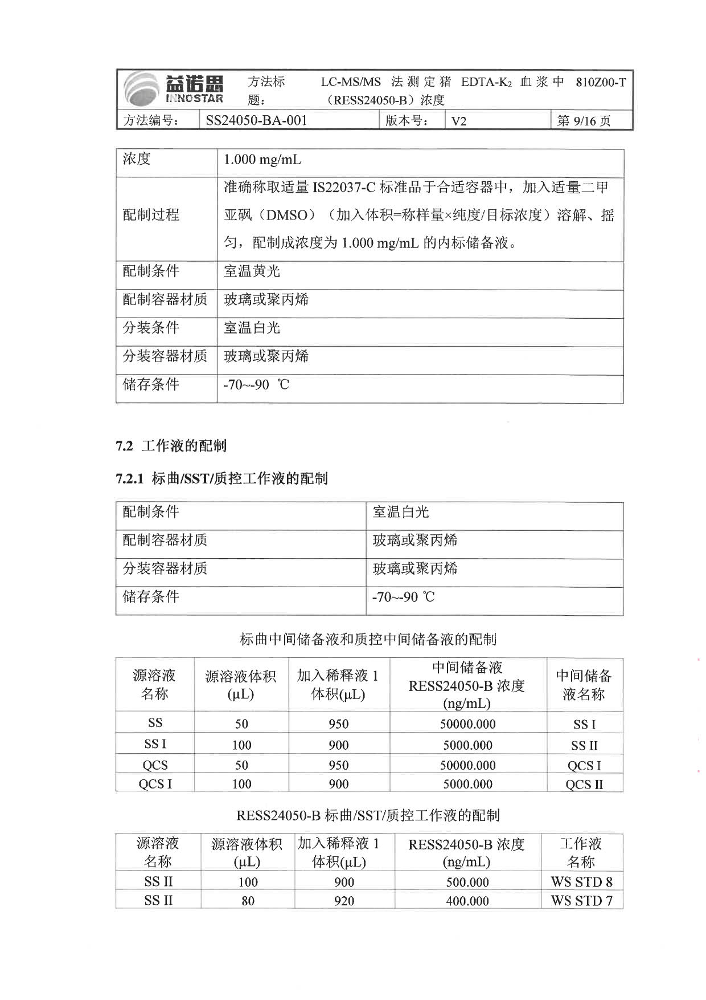 益诺思
INNOSTAR
方法标题:
LC-MS/MS 法测定猪 EDTA-K2 血浆中 810Z00-T
（RESS24050-B）浓度
方法编号: SS24050-BA-001 版本号: V2 第 9/16 页
浓度 1.000 mg/mL
配制过程
准确称取适量 IS22037-C 标准品于合适容器中，加入适量二甲
亚砜（DMSO）（加入体积=称样量×纯度/目标浓度）溶解、摇
匀，配制成浓度为 1.000 mg/mL 的内标储备液。
配制条件 室温黄光
配制容器材质 玻璃或聚丙烯
分装条件 室温白光
分装容器材质 玻璃或聚丙烯
储存条件 -70~-90 ℃
7.2 工作液的配制
7.2.1 标曲/SST/质控工作液的配制
配制条件 室温白光
配制容器材质 玻璃或聚丙烯
分装容器材质 玻璃或聚丙烯
储存条件 -70~-90 ℃
标曲中间储备液和质控中间储备液的配制
源溶液名称 源溶液体积(μL) 加入稀释液 1 体积(μL) 中间储备液 RESS24050-B 浓度 (ng/mL) 中间储备液名称
SS 50 950 50000.000 SS I
SS I 100 900 5000.000 SS II
QCS 50 950 50000.000 QCS I
QCS I 100 900 5000.000 QCS II
RESS24050-B 标曲/SST/质控工作液的配制
源溶液名称 源溶液体积(μL) 加入稀释液 1 体积(μL) RESS24050-B 浓度 (ng/mL) 工作液名称
SS II 100 900 500.000 WS STD 8
SS II 80 920 400.000 WS STD 7